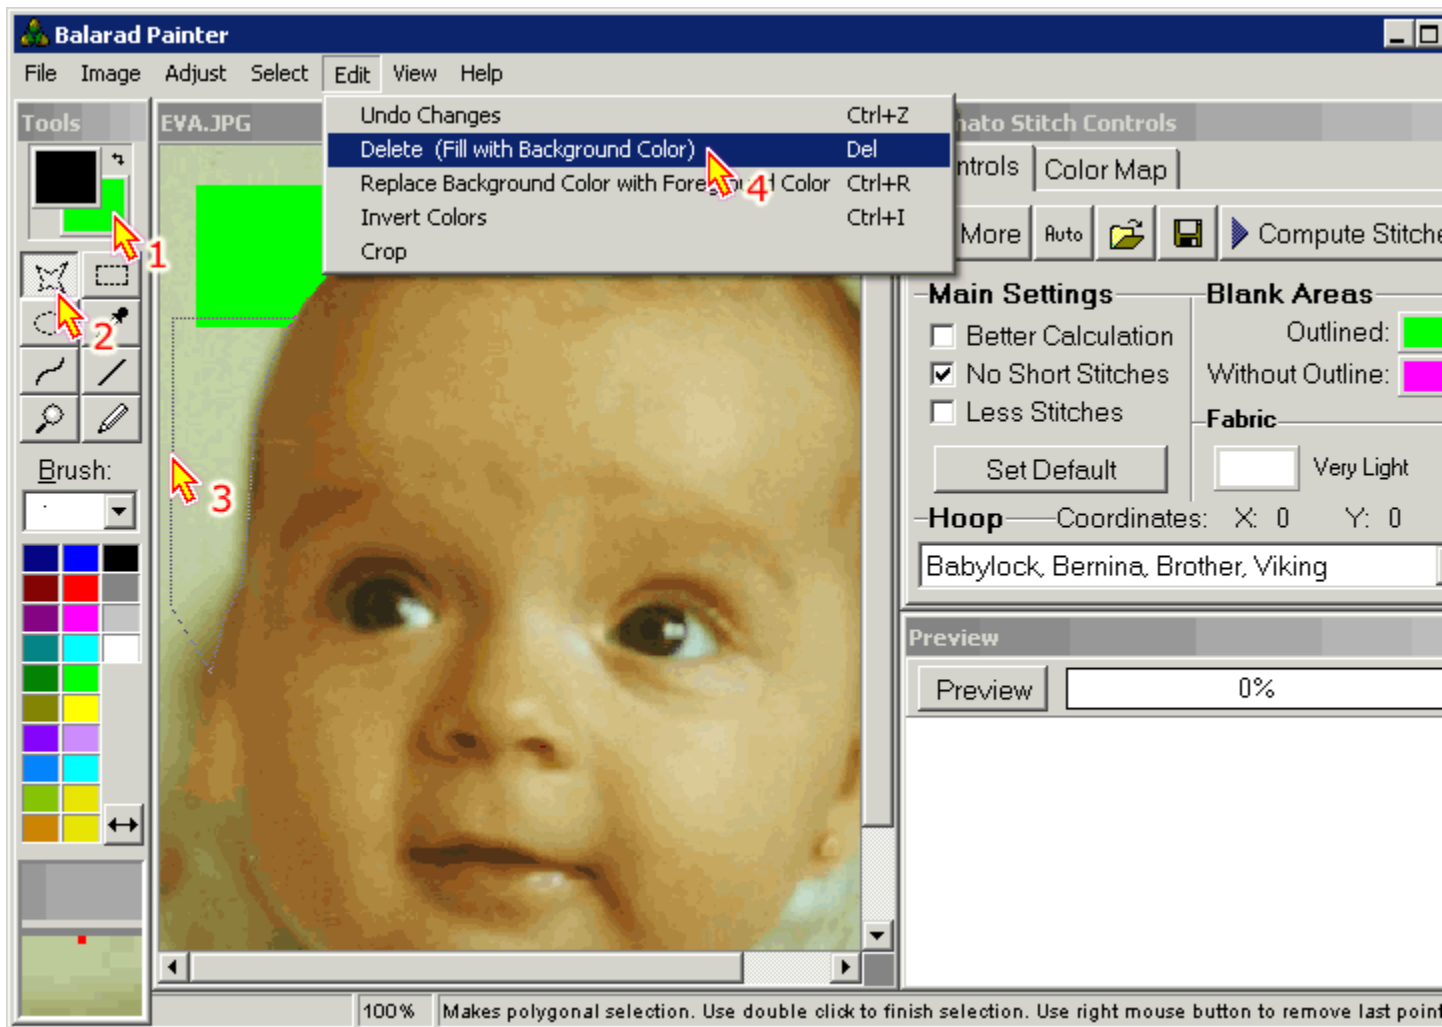 Balarad Painter
File Image Adjust Select Edit View Help
Tools
EVA.JPG
Undo Changes Ctrl+Z
Delete (Fill with Background Color) Del
Replace Background Color with Foreground Color Ctrl+R
Invert Colors Ctrl+I
Crop
1
2
3
4
Brush:
nato Stitch Controls
ntrols Color Map
More Auto Compute Stitche
Main Settings
Better Calculation
No Short Stitches
Less Stitches
Set Default
Blank Areas
Outlined:
Without Outline:
Fabric
Very Light
Hoop Coordinates: X: 0 Y: 0
Babylock, Bernina, Brother, Viking
Preview
Preview 0%
100% Makes polygonal selection. Use double click to finish selection. Use right mouse button to remove last point